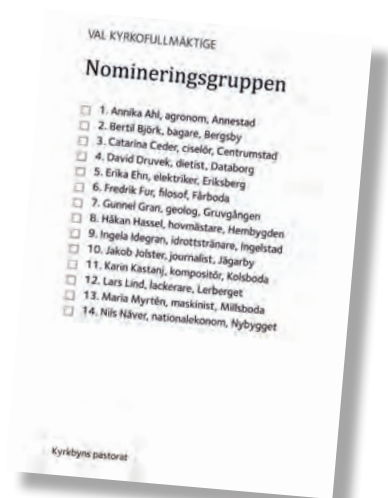 VAL KYRKOFULLMÄKTIGE
Nomineringsgruppen
1. Annika Ahl, agronom, Annestad
2. Bertil Björk, bagare, Bergsby
3. Catarina Ceder, ciselör, Centrumstad
4. David Druvek, dietist, Databorg
5. Erika Ehn, elektriker, Eriksberg
6. Fredrik Fur, filosof, Fårboda
7. Gunnel Gran, geolog, Gruvgången
8. Håkan Hassel, hovmästare, Hembygden
9. Ingela Idegran, idrottstränare, Ingelstad
10. Jakob Jolster, journalist, Jägarby
11. Karin Kastanj, kompositör, Kolsboda
12. Lars Lind, lackerare, Lerberget
13. Maria Myrtén, maskinist, Millsboda
14. Nils Näver, nationalekonom, Nybygget
Kyrkbyns pastorat